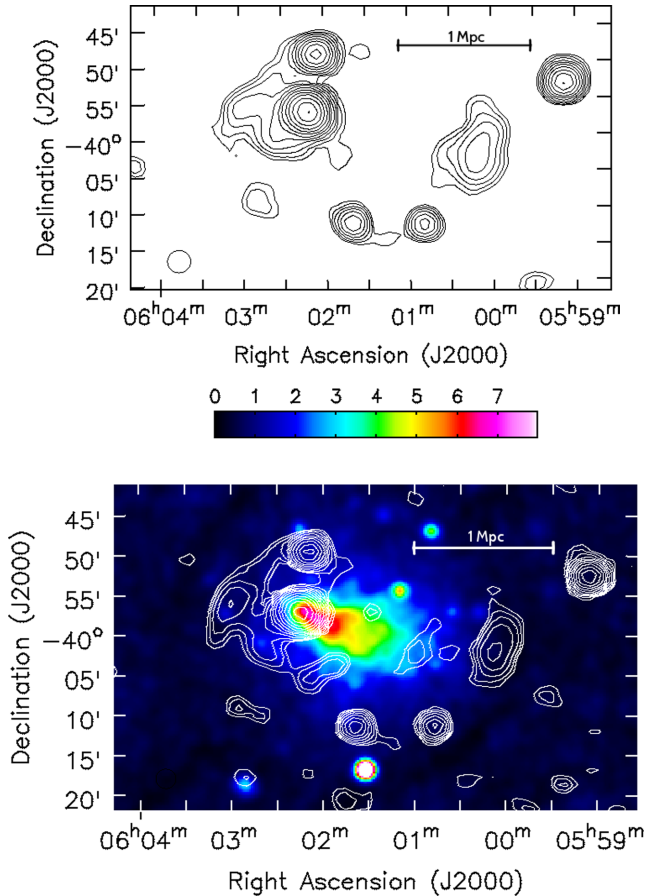 1 Mpc
45'
50'
55'
−40°
05'
10'
15'
20'
Declination (J2000)
06ʰ04ᵐ 03ᵐ 02ᵐ 01ᵐ 00ᵐ 05ʰ59ᵐ
Right Ascension (J2000)
0 1 2 3 4 5 6 7
1 Mpc
45'
50'
55'
−40°
05'
10'
15'
20'
Declination (J2000)
06ʰ04ᵐ 03ᵐ 02ᵐ 01ᵐ 00ᵐ 05ʰ59ᵐ
Right Ascension (J2000)